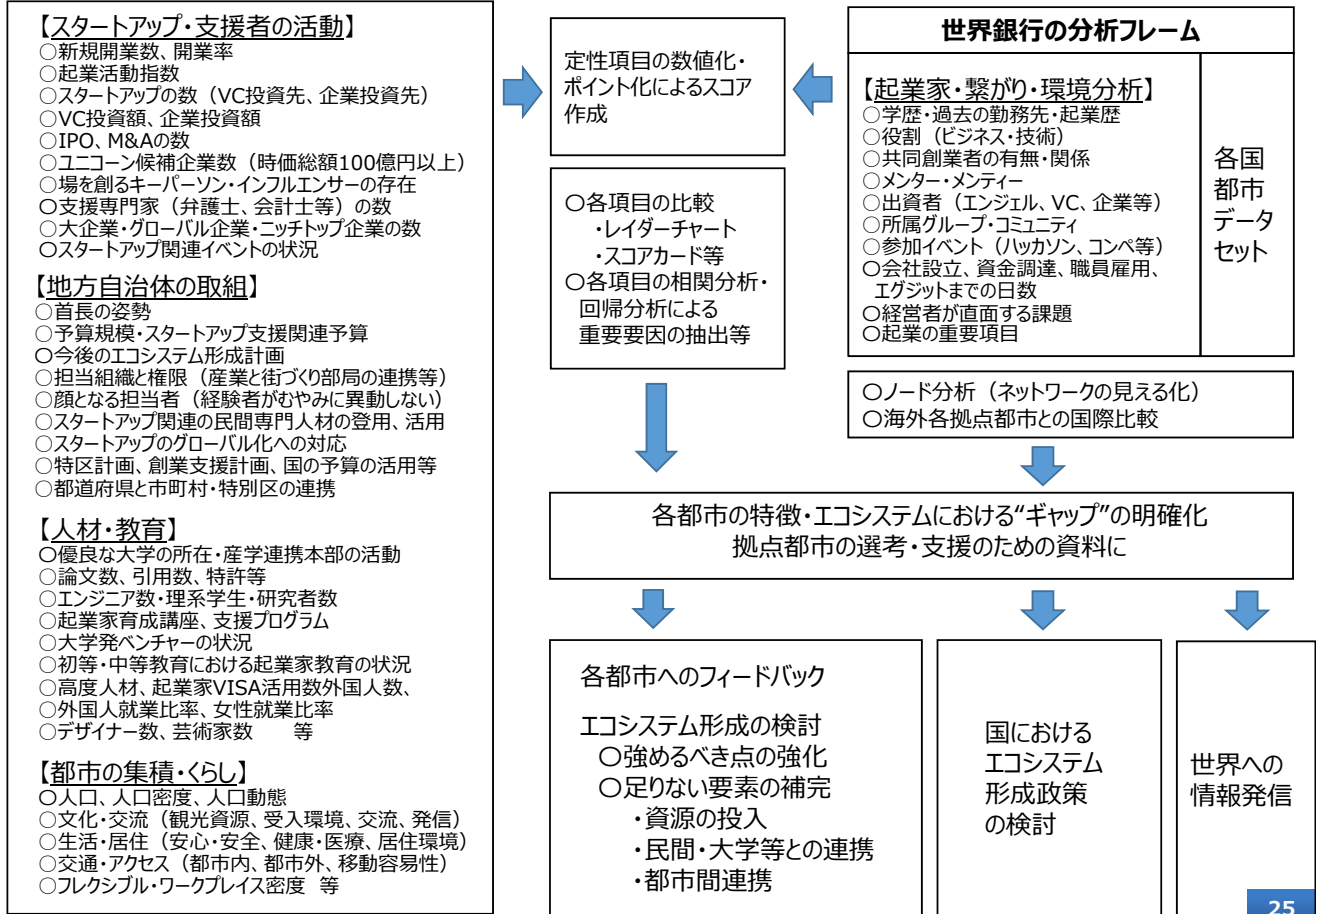 【スタートアップ・支援者の活動】
○新規開業数、開業率
○起業活動指数
○スタートアップの数（VC投資先、企業投資先）
○VC投資額、企業投資額
○IPO、M&Aの数
○ユニコーン候補企業数（時価総額100億円以上）
○場を創るキーパーソン・インフルエンサーの存在
○支援専門家（弁護士、会計士等）の数
○大企業・グローバル企業・ニッチトップ企業の数
○スタートアップ関連イベントの状況
【地方自治体の取組】
○首長の姿勢
○予算規模・スタートアップ支援関連予算
○今後のエコシステム形成計画
○担当組織と権限（産業と街づくり部局の連携等）
○顔となる担当者（経験者がむやみに異動しない）
○スタートアップ関連の民間専門人材の登用、活用
○スタートアップのグローバル化への対応
○特区計画、創業支援計画、国の予算の活用等
○都道府県と市町村・特別区の連携
【人材・教育】
○優良な大学の所在・産学連携本部の活動
○論文数、引用数、特許等
○エンジニア数・理系学生・研究者数
○起業家育成講座、支援プログラム
○大学発ベンチャーの状況
○初等・中等教育における起業家教育の状況
○高度人材、起業家VISA活用数外国人数、
○外国人就業比率、女性就業比率
○デザイナー数、芸術家数　　等
【都市の集積・くらし】
○人口、人口密度、人口動態
○文化・交流（観光資源、受入環境、交流、発信）
○生活・居住（安心・安全、健康・医療、居住環境）
○交通・アクセス（都市内、都市外、移動容易性）
○フレクシブル・ワークプレイス密度　等
定性項目の数値化・
ポイント化によるスコア
作成
○各項目の比較
・レイダーチャート
・スコアカード等
○各項目の相関分析・
回帰分析による
重要要因の抽出等
世界銀行の分析フレーム
【起業家・繋がり・環境分析】
○学歴・過去の勤務先・起業歴
○役割（ビジネス・技術）
○共同創業者の有無・関係
○メンター・メンティー
○出資者（エンジェル、VC、企業等）
○所属グループ・コミュニティ
○参加イベント（ハッカソン、コンペ等）
○会社設立、資金調達、職員雇用、
エグジットまでの日数
○経営者が直面する課題
○起業の重要項目
各国
都市
データ
セット
○ノード分析（ネットワークの見える化）
○海外各拠点都市との国際比較
各都市の特徴・エコシステムにおける“ギャップ”の明確化
拠点都市の選考・支援のための資料に
各都市へのフィードバック
エコシステム形成の検討
○強めるべき点の強化
○足りない要素の補完
・資源の投入
・民間・大学等との連携
・都市間連携
国における
エコシステム
形成政策
の検討
世界への
情報発信
25